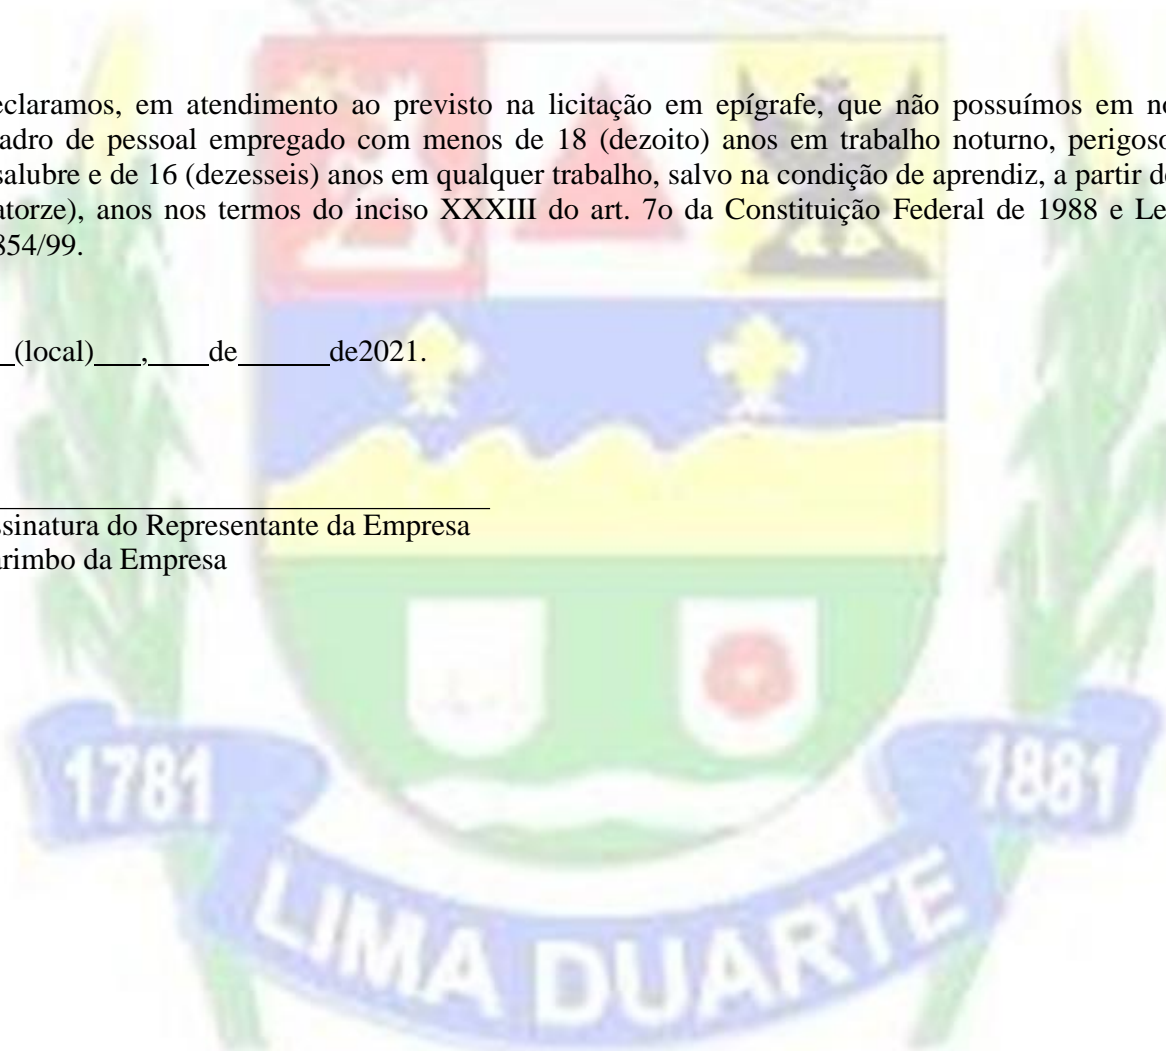 eclaramos, em atendimento ao previsto na licitação em epígrafe, que não possuímos em no
adro de pessoal empregado com menos de 18 (dezoito) anos em trabalho noturno, perigoso
salubre e de 16 (dezesseis) anos em qualquer trabalho, salvo na condição de aprendiz, a partir de
atorze), anos nos termos do inciso XXXIII do art. 7o da Constituição Federal de 1988 e Le
854/99.
_(local)___,____de______de2021.
ssinatura do Representante da Empresa
arimbo da Empresa
1781
1881
LIMA DUARTE